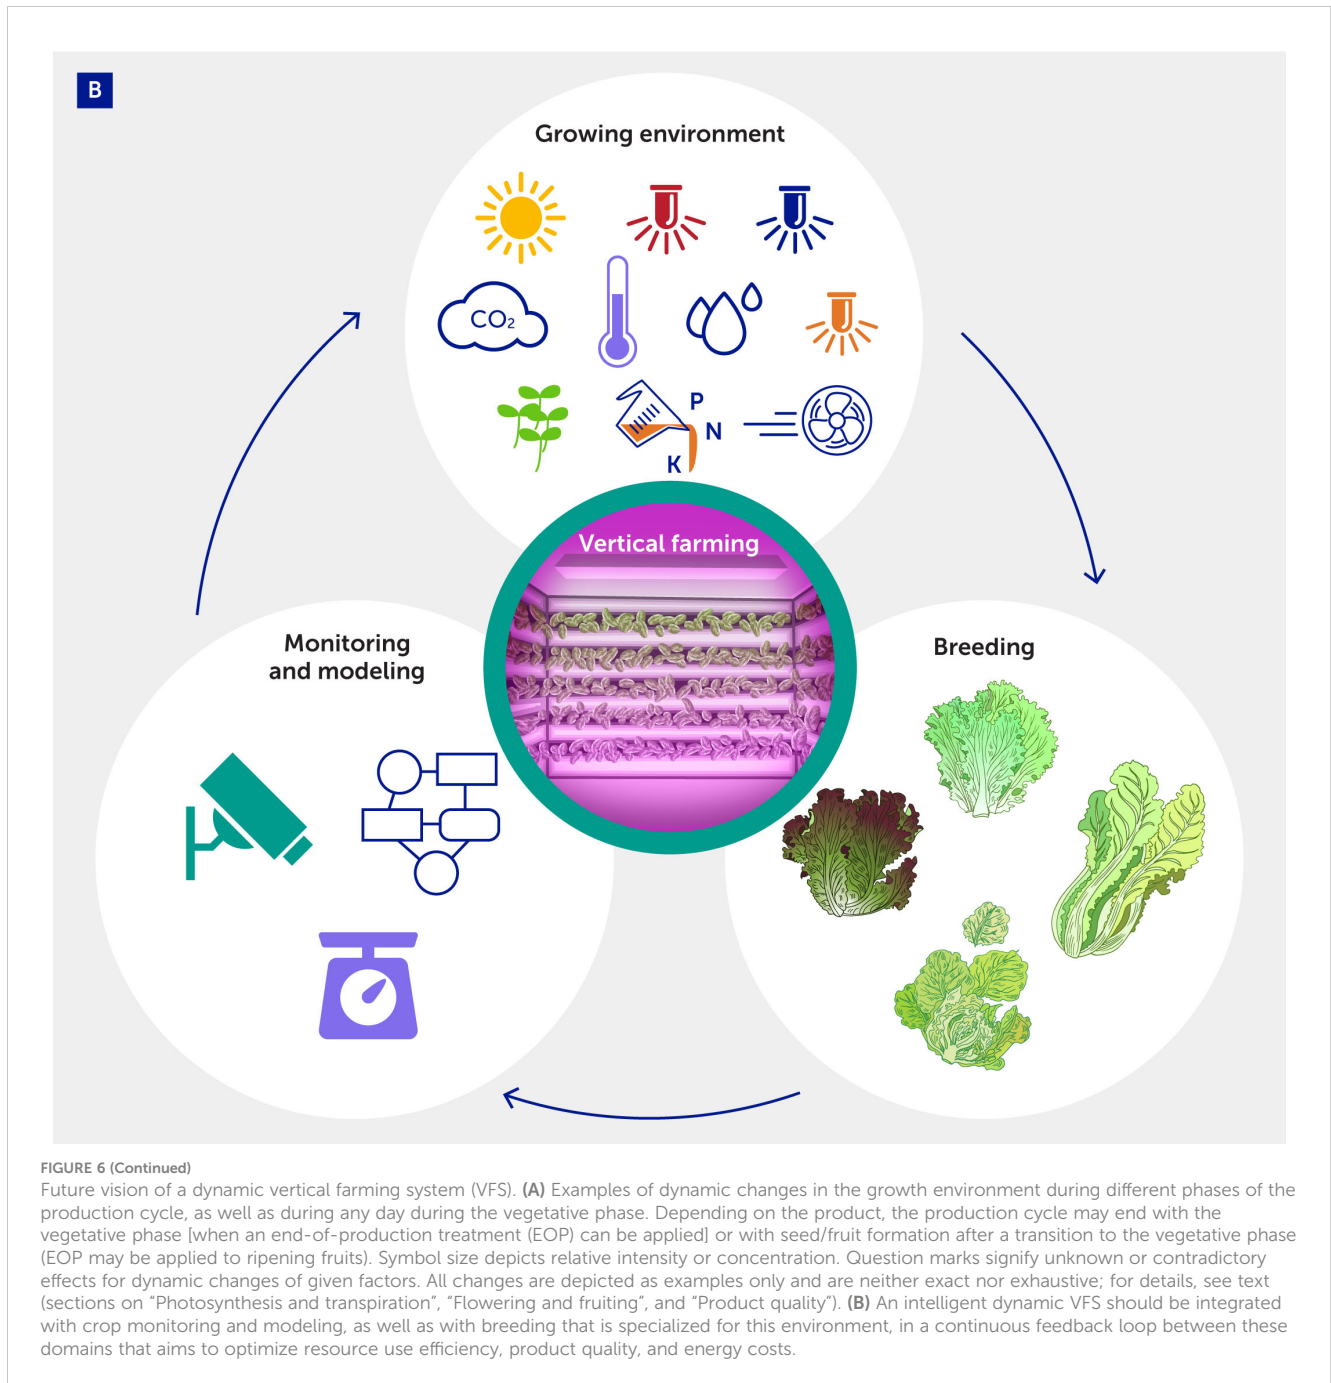 B
Growing environment
CO₂
P
N
K
Vertical farming
Monitoring
and modeling
Breeding
FIGURE 6 (Continued)
Future vision of a dynamic vertical farming system (VFS). (A) Examples of dynamic changes in the growth environment during different phases of the
production cycle, as well as during any day during the vegetative phase. Depending on the product, the production cycle may end with the
vegetative phase [when an end-of-production treatment (EOP) can be applied] or with seed/fruit formation after a transition to the vegetative phase
(EOP may be applied to ripening fruits). Symbol size depicts relative intensity or concentration. Question marks signify unknown or contradictory
effects for dynamic changes of given factors. All changes are depicted as examples only and are neither exact nor exhaustive; for details, see text
(sections on “Photosynthesis and transpiration”, “Flowering and fruiting”, and “Product quality”). (B) An intelligent dynamic VFS should be integrated
with crop monitoring and modeling, as well as with breeding that is specialized for this environment, in a continuous feedback loop between these
domains that aims to optimize resource use efficiency, product quality, and energy costs.